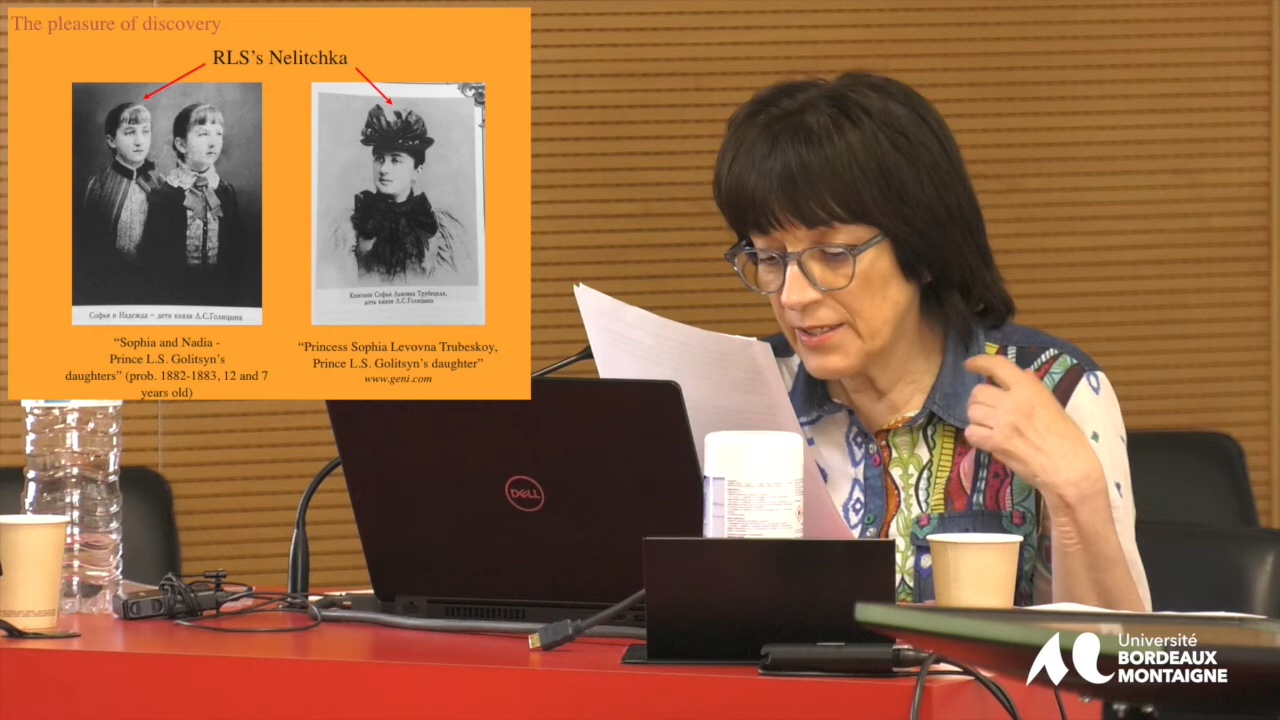 The pleasure of discovery
RLS's Nelitchka
Софья и Надежда – дети князя Л.С.Голицына
Княгиня Софья Львовна Трубецкая,
дочь князя Л.С.Голицына
"Sophia and Nadia -
Prince L.S. Golitsyn's
daughters" (prob. 1882-1883, 12 and 7
years old)
"Princess Sophia Levovna Trubeskoy,
Prince L.S. Golitsyn's daughter"
www.geni.com
DELL
Université
BORDEAUX
MONTAIGNE